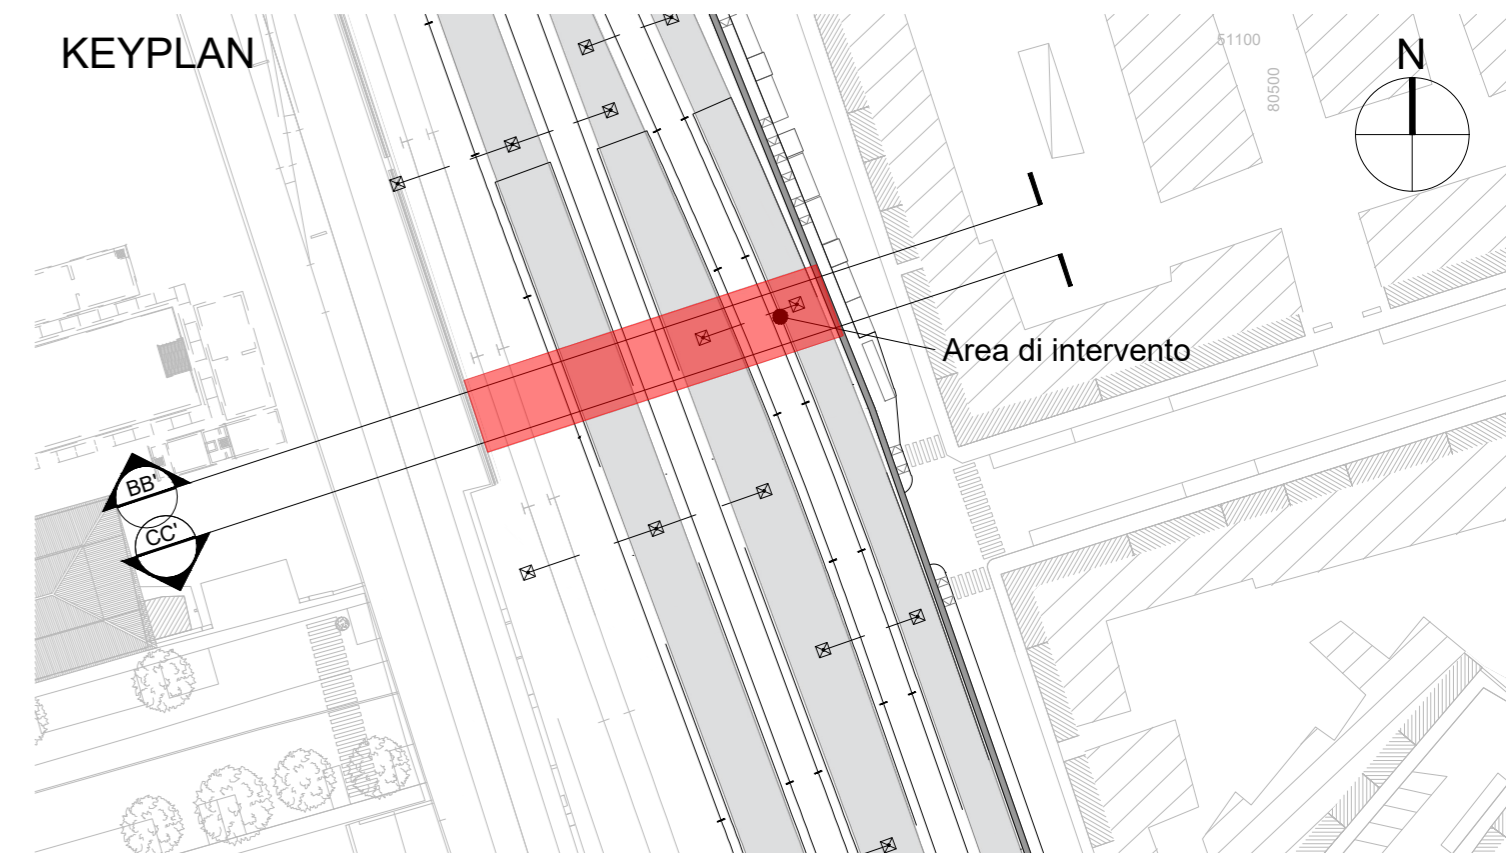 KEYPLAN
51100
N
80500
Area di intervento
BB'
CC'